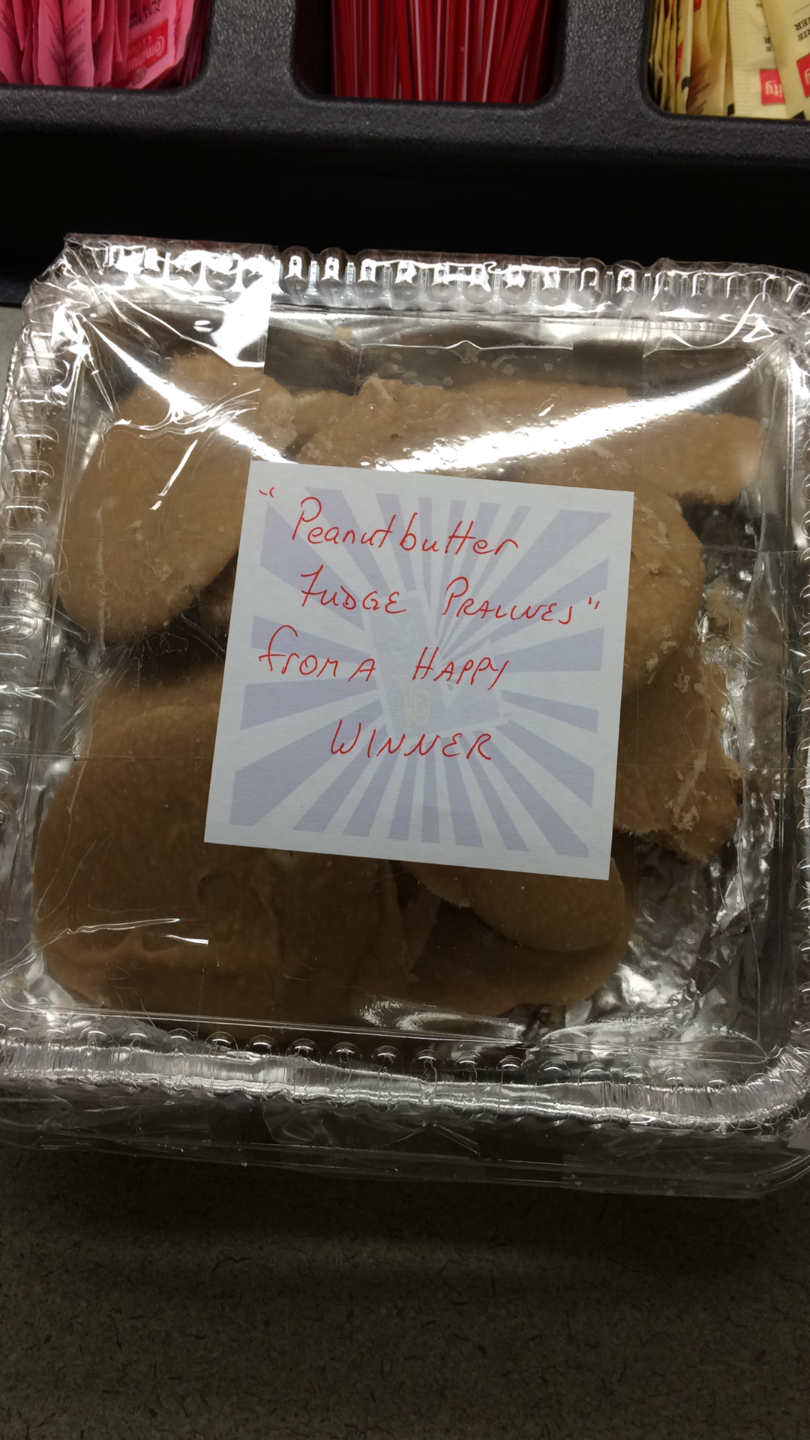 "Peanutbutter
FUDGE PRALINES"
from A HAPPY
WINNER